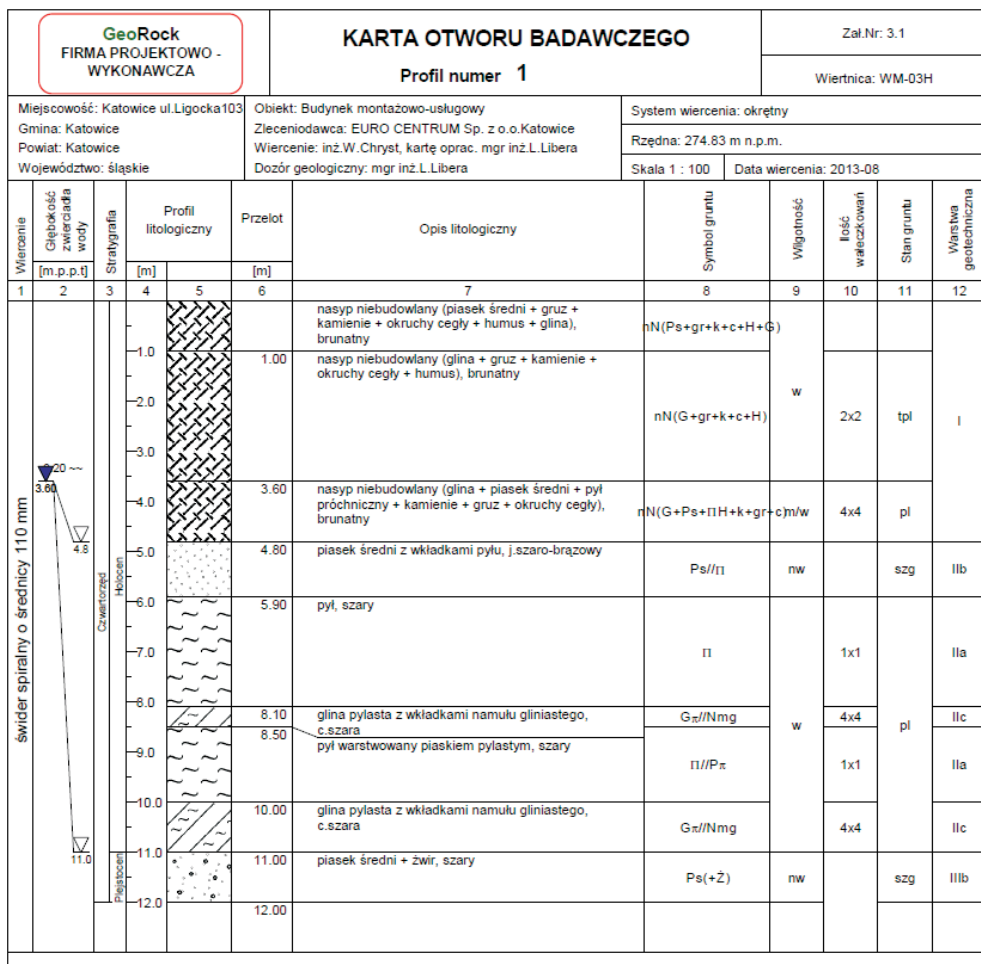 GeoRock
FIRMA PROJEKTOWO -
WYKONAWCZA
KARTA OTWORU BADAWCZEGO
Profil numer 1
Zał.Nr: 3.1
Wiertnica: WM-03H
Miejscowość: Katowice ul.Ligocka103
Gmina: Katowice
Powiat: Katowice
Województwo: śląskie
Obiekt: Budynek montażowo-usługowy
Zleceniodawca: EURO CENTRUM Sp. z o.o.Katowice
Wiercenie: inż.W.Chryst, kartę oprac. mgr inż.L.Libera
Dozór geologiczny: mgr inż.L.Libera
System wiercenia: okrętny
Rzędna: 274.83 m n.p.m.
Skala 1 : 100
Data wiercenia: 2013-08
Wiercenie
Głębokość
zwierciadła
wody
[m.p.p.t]
Stratygrafia
Profil
litologiczny
[m]
Przelot
[m]
Opis litologiczny
Symbol gruntu
Wilgotność
Ilość
wałeczkowań
Stan gruntu
Warstwa
geotechniczna
1 2 3 4 5 6 7 8 9 10 11 12
świder spiralny o średnicy 110 mm
3.60
4.8
11.0
Czwartorzęd
Holocen
Plejstocen
1.0
2.0
3.0
4.0
5.0
6.0
7.0
8.0
9.0
10.0
11.0
12.0
nasyp niebudowlany (piasek średni + gruz +
kamienie + okruchy cegły + humus + glina),
brunatny
nN(Ps+gr+k+c+H+G)
1.00
nasyp niebudowlany (glina + gruz + kamienie +
okruchy cegły + humus), brunatny
nN(G+gr+k+c+H)
w
2x2
tpl
I
3.60
nasyp niebudowlany (glina + piasek średni + pył
próchniczny + kamienie + gruz + okruchy cegły),
brunatny
nN(G+Ps+ΠH+k+gr+c)
m/w
4x4
pl
4.80
piasek średni z wkładkami pyłu, j.szaro-brązowy
Ps//Π
nw
szg
IIb
5.90
pył, szary
Π
1x1
IIa
8.10
glina pylasta z wkładkami namułu gliniastego,
c.szara
Gπ//Nmg
w
4x4
pl
IIc
8.50
pył warstwowany piaskiem pylastym, szary
Π//Pπ
1x1
IIa
10.00
glina pylasta z wkładkami namułu gliniastego,
c.szara
Gπ//Nmg
4x4
IIc
11.00
piasek średni + żwir, szary
Ps(+Ż)
nw
szg
IIIb
12.00